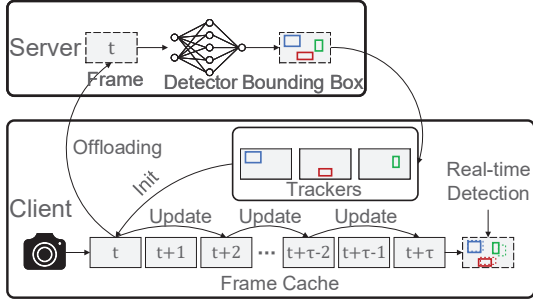 Server
t
Frame
Detector
Bounding Box
Offloading
Init
Trackers
Real-time
Detection
Client
Update
Update
Update
t
t+1
t+2
...
t+τ-2
t+τ-1
t+τ
Frame Cache